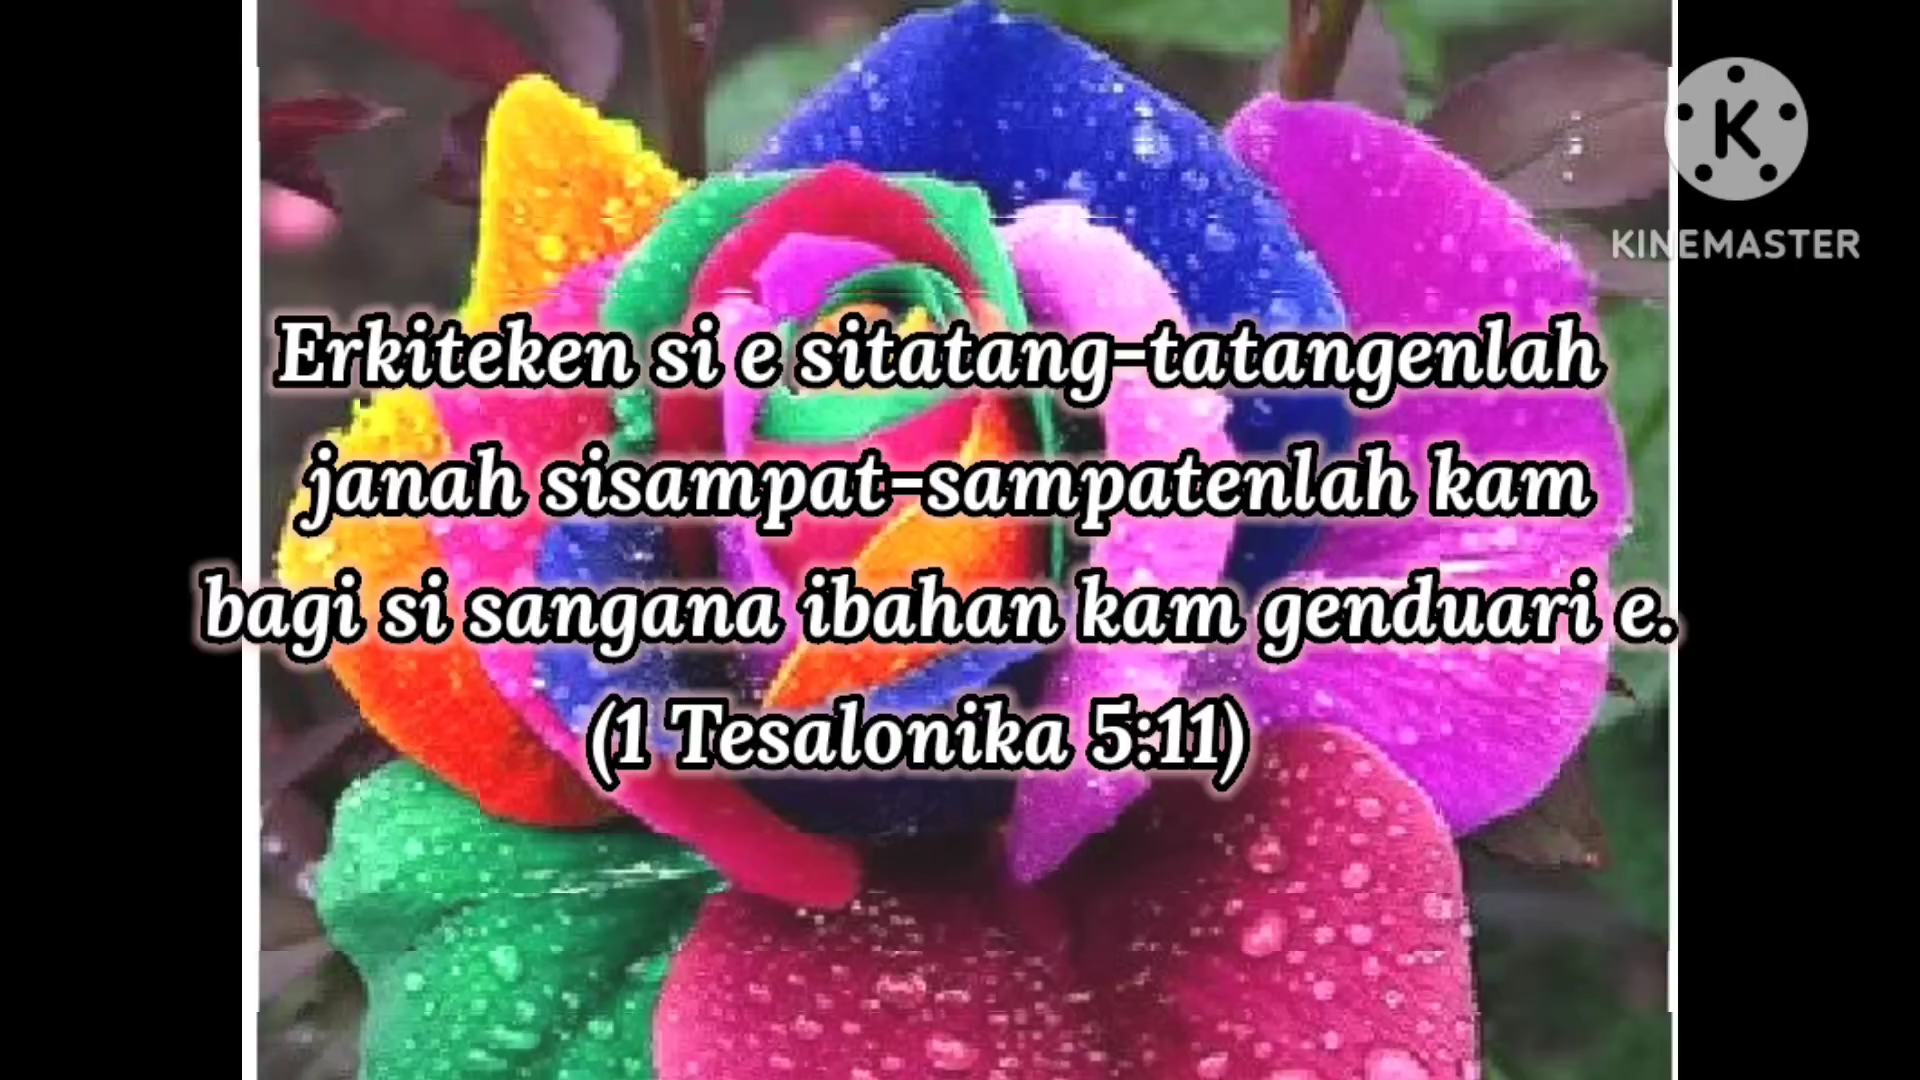 KINEMASTER
Erkiteken si e sitatang-tatangenlah
janah sisampat-sampatenlah kam
bagi si sangana ibahan kam genduari e.
(1 Tesalonika 5:11)